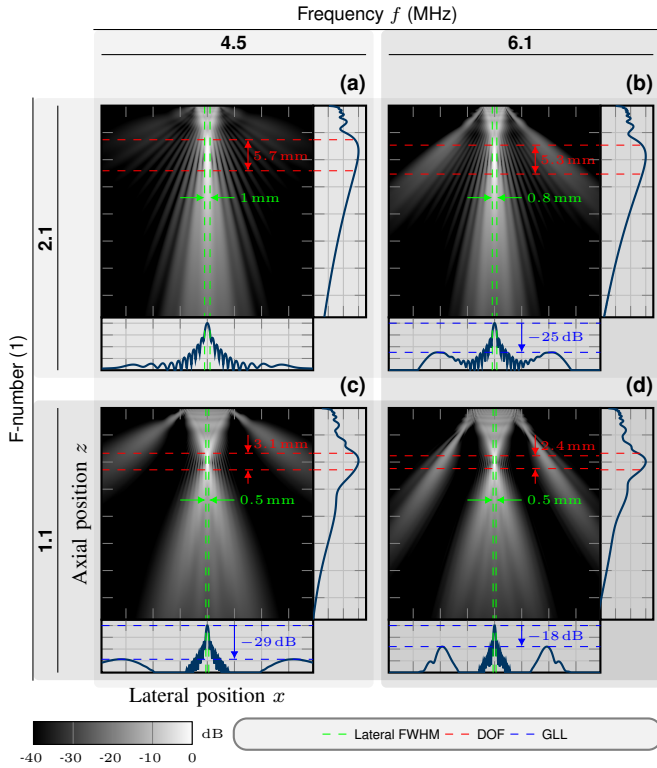 Frequency f (MHz)
4.5
6.1
(a)
(b)
5.7 mm
1 mm
0.8 mm
2.1
−25 dB
F-number (1)
(c)
(d)
3.1 mm
2.4 mm
0.5 mm
0.5 mm
1.1
Axial position z
−29 dB
−18 dB
Lateral position x
dB
Lateral FWHM
DOF
GLL
-40
-30
-20
-10
0